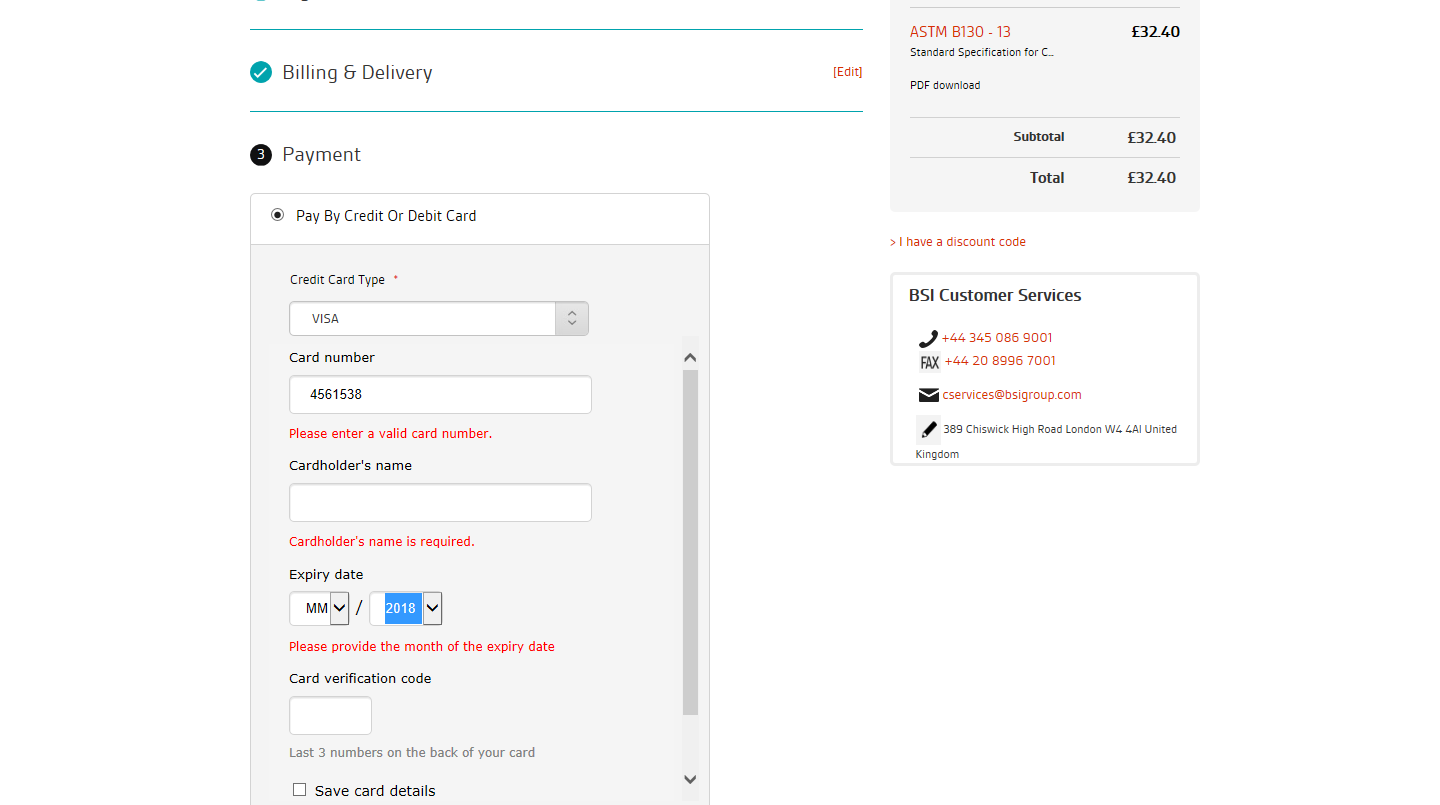 Billing & Delivery
[Edit]
3 Payment
Pay By Credit Or Debit Card
Credit Card Type *
VISA
Card number
4561538
Please enter a valid card number.
Cardholder's name
Cardholder's name is required.
Expiry date
MM / 2018
Please provide the month of the expiry date
Card verification code
Last 3 numbers on the back of your card
Save card details
ASTM B130 - 13 £32.40
Standard Specification for C...
PDF download
Subtotal £32.40
Total £32.40
> I have a discount code
BSI Customer Services
+44 345 086 9001
FAX +44 20 8996 7001
cservices@bsigroup.com
389 Chiswick High Road London W4 4Al United
Kingdom